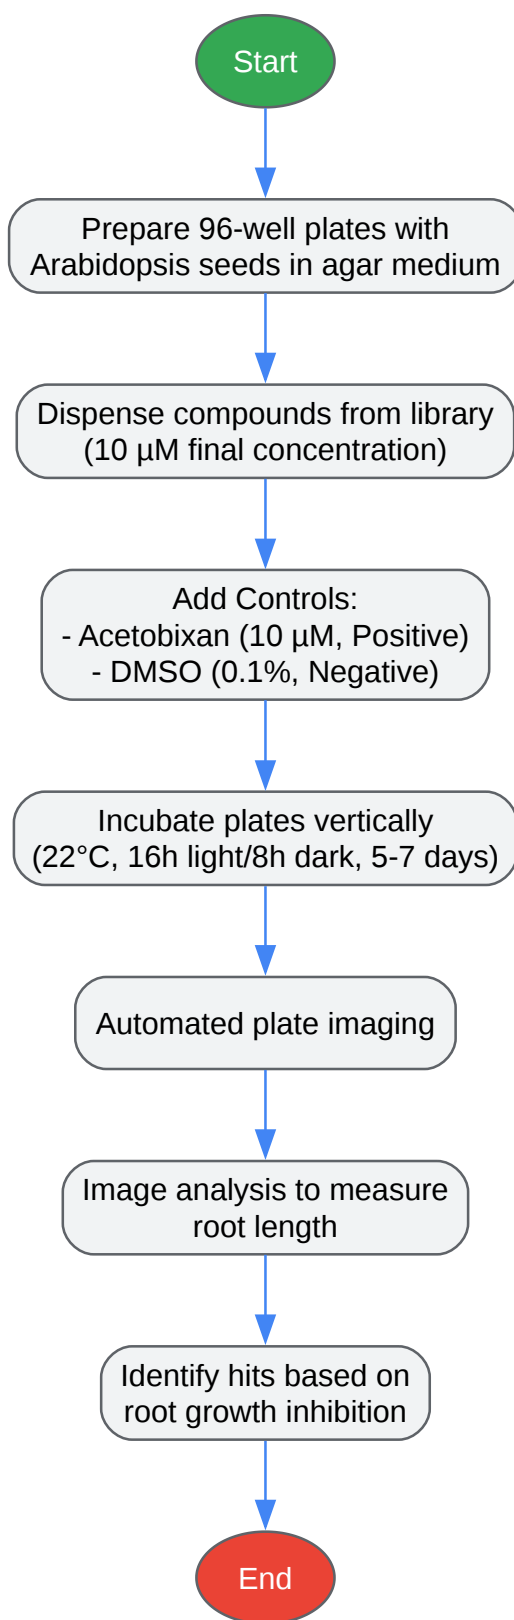 Start
Prepare 96-well plates with
Arabidopsis seeds in agar medium
Dispense compounds from library
(10 µM final concentration)
Add Controls:
- Acetobixan (10 µM, Positive)
- DMSO (0.1%, Negative)
Incubate plates vertically
(22°C, 16h light/8h dark, 5-7 days)
Automated plate imaging
Image analysis to measure
root length
Identify hits based on
root growth inhibition
End